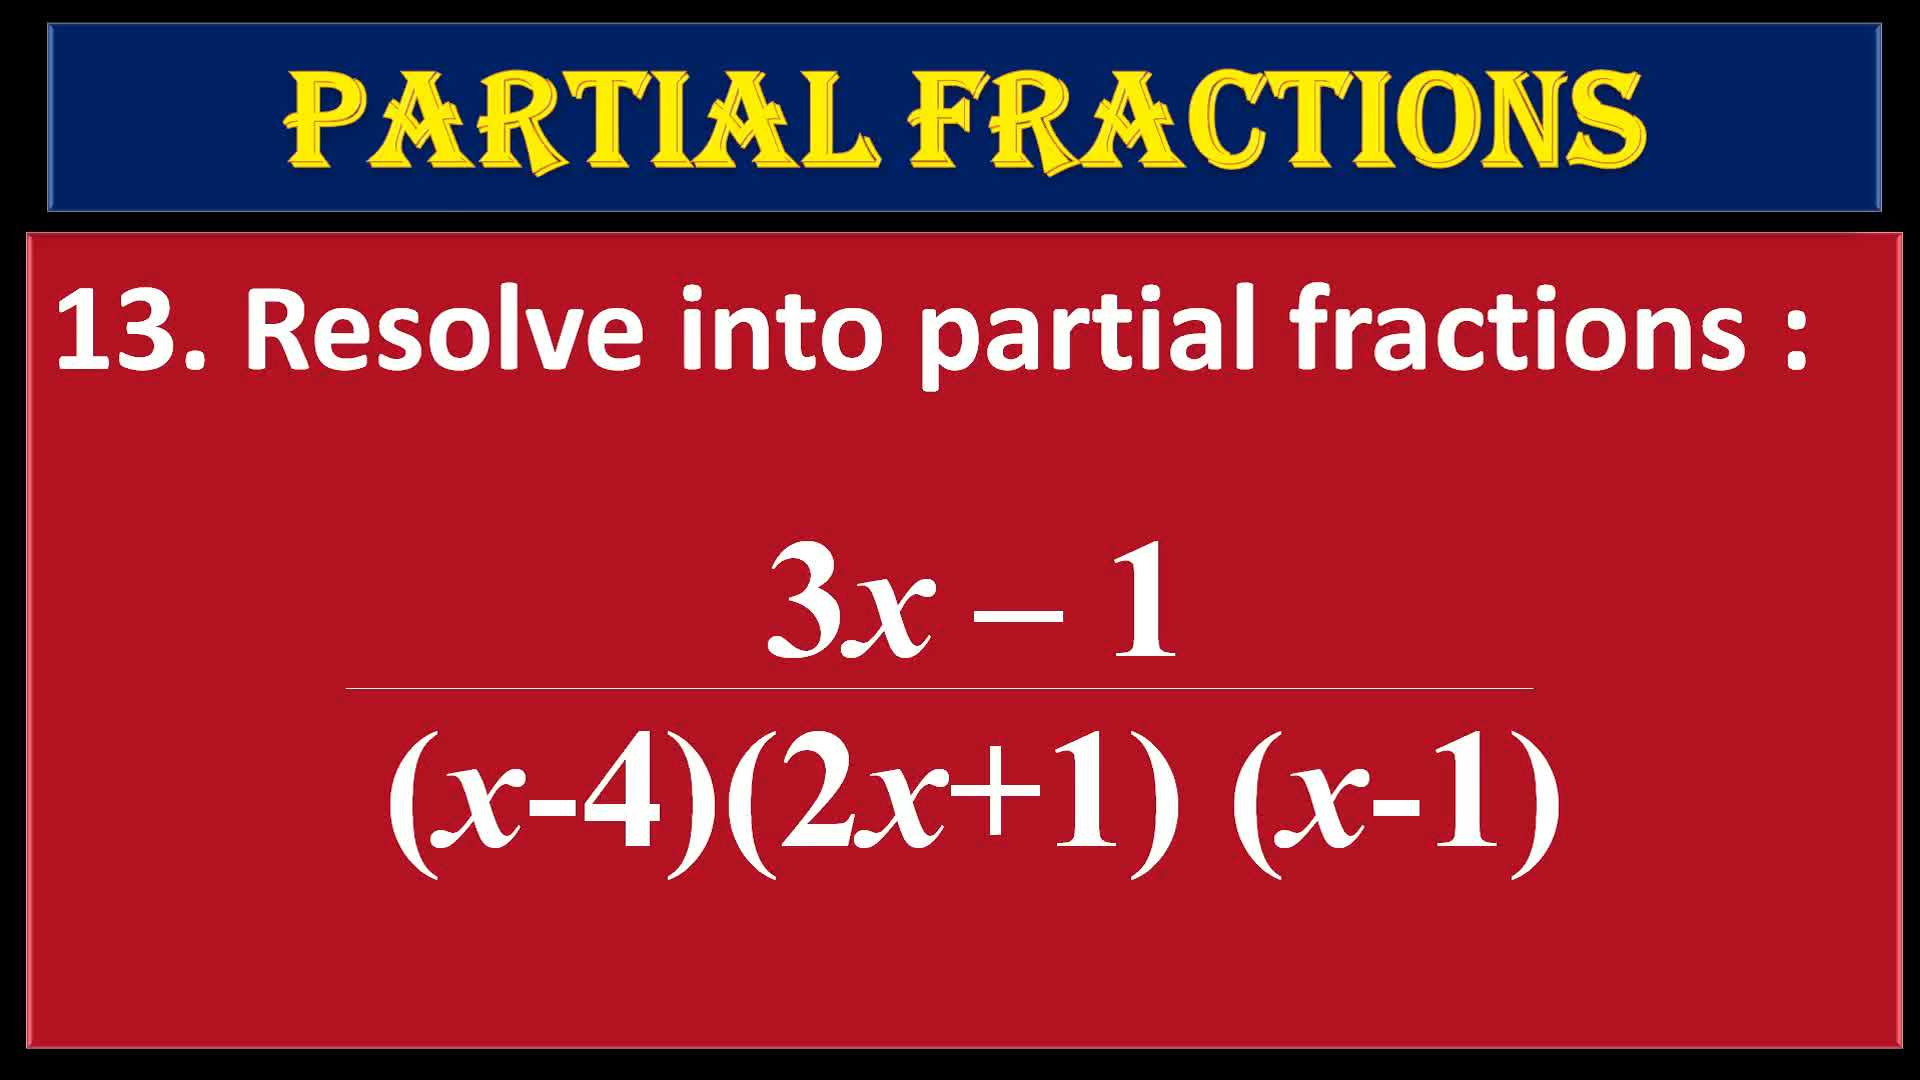 PARTIAL FRACTIONS
13. Resolve into partial fractions :
3x – 1
(x-4)(2x+1) (x-1)